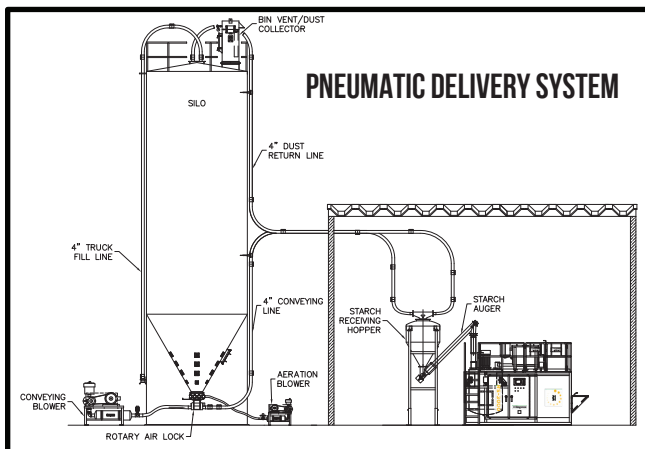 BIN VENT/DUST
COLLECTOR
PNEUMATIC DELIVERY SYSTEM
SILO
4" DUST
RETURN LINE
4" TRUCK
FILL LINE
4" CONVEYING
LINE
STARCH
RECEIVING
HOPPER
STARCH
AUGER
AERATION
BLOWER
CONVEYING
BLOWER
ROTARY AIR LOCK